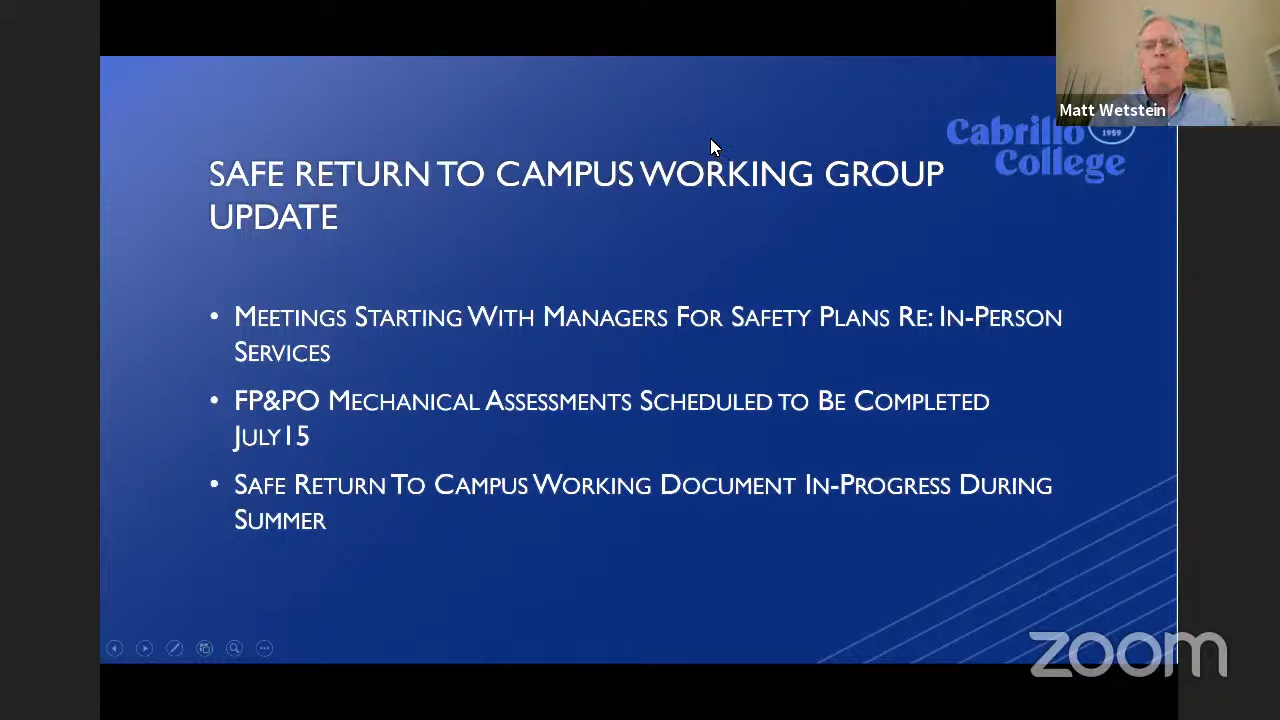 Matt Wetstein
Cabrillo
1959
College
SAFE RETURN TO CAMPUS WORKING GROUP
UPDATE
• MEETINGS STARTING WITH MANAGERS FOR SAFETY PLANS RE: IN-PERSON
SERVICES
• FP&PO MECHANICAL ASSESSMENTS SCHEDULED TO BE COMPLETED
JULY15
• SAFE RETURN TO CAMPUS WORKING DOCUMENT IN-PROGRESS DURING
SUMMER
zoom